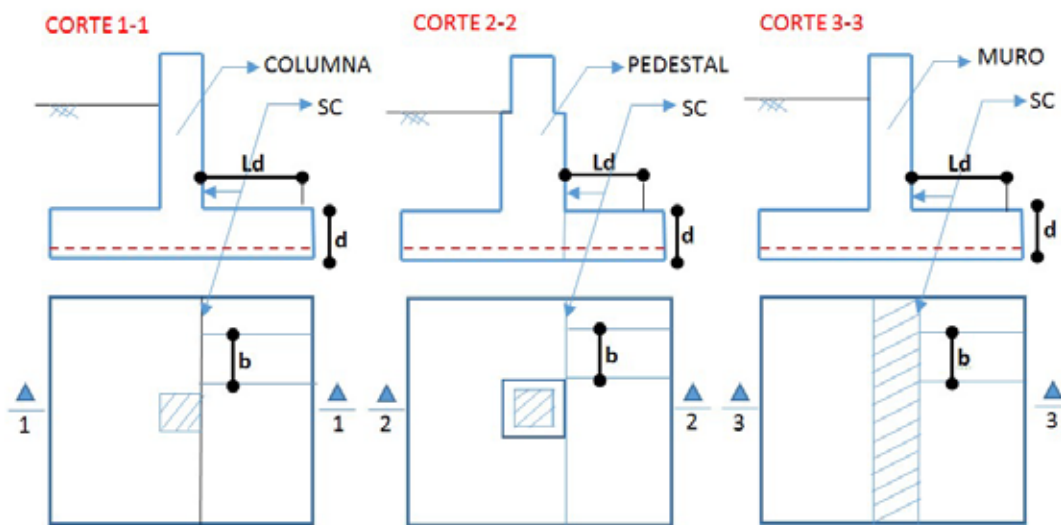 CORTE 1-1
COLUMNA
SC
Ld
d
b
1
1
CORTE 2-2
PEDESTAL
SC
Ld
d
b
2
2
CORTE 3-3
MURO
SC
Ld
d
b
3
3